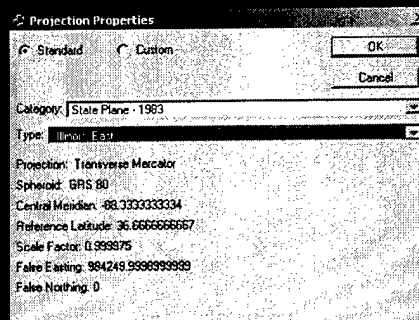 Projection Properties
Standard Custom
OK
Cancel
Category: State Plane - 1983
Type: Illinois East
Projection: Transverse Mercator
Spheroid: GRS 80
Central Meridian: -88.3333333334
Reference Latitude: 36.6666666667
Scale Factor: 0.999975
False Easting: 984249.9998999999
False Northing: 0